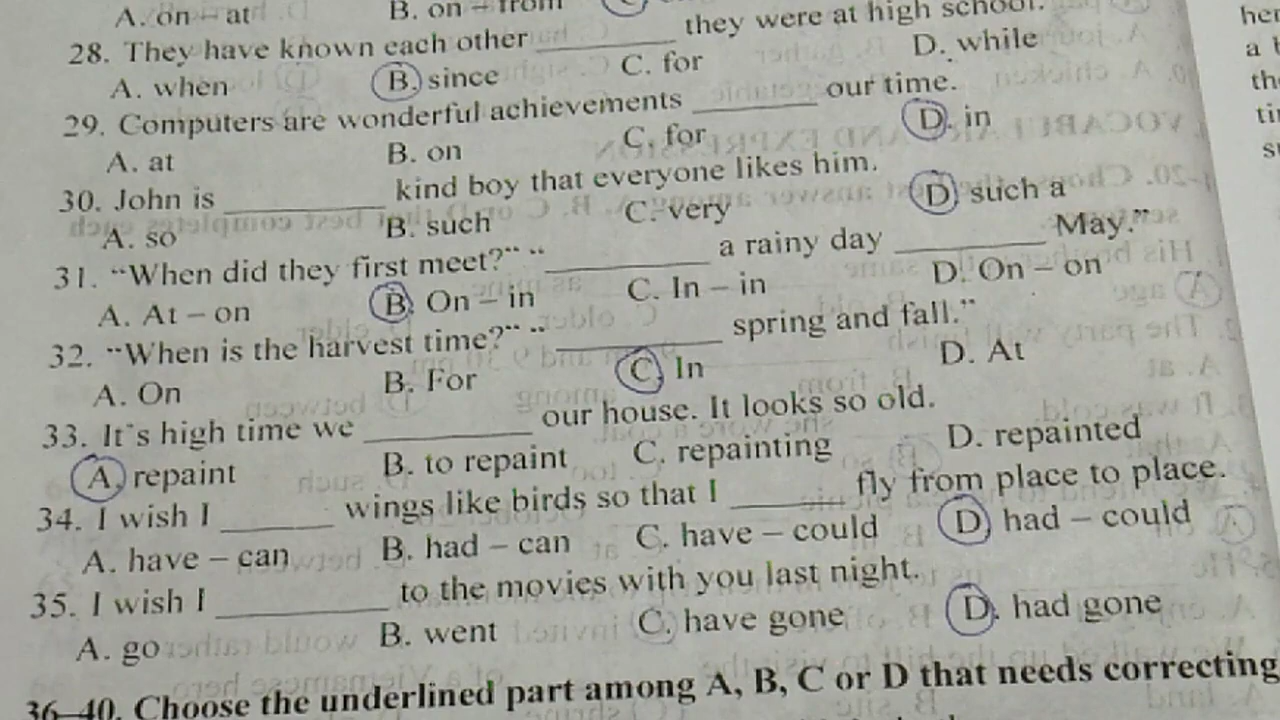 A. on – at B. on – from
28. They have known each other ________ they were at high school.
A. when B. since C. for D. while
29. Computers are wonderful achievements ________ our time.
A. at B. on C. for D. in
30. John is ________ kind boy that everyone likes him.
A. so B. such C. very D. such a
31. “When did they first meet?“ “ ________ a rainy day ________ May.”
A. At – on B. On – in C. In – in D. On – on
32. “When is the harvest time?“ “ ________ spring and fall.”
A. On B. For C. In D. At
33. It's high time we ________ our house. It looks so old.
A. repaint B. to repaint C. repainting D. repainted
34. I wish I ________ wings like birds so that I ________ fly from place to place.
A. have – can B. had – can C. have – could D. had – could
35. I wish I ________ to the movies with you last night.
A. go B. went C. have gone D. had gone
36–40. Choose the underlined part among A, B, C or D that needs correcting